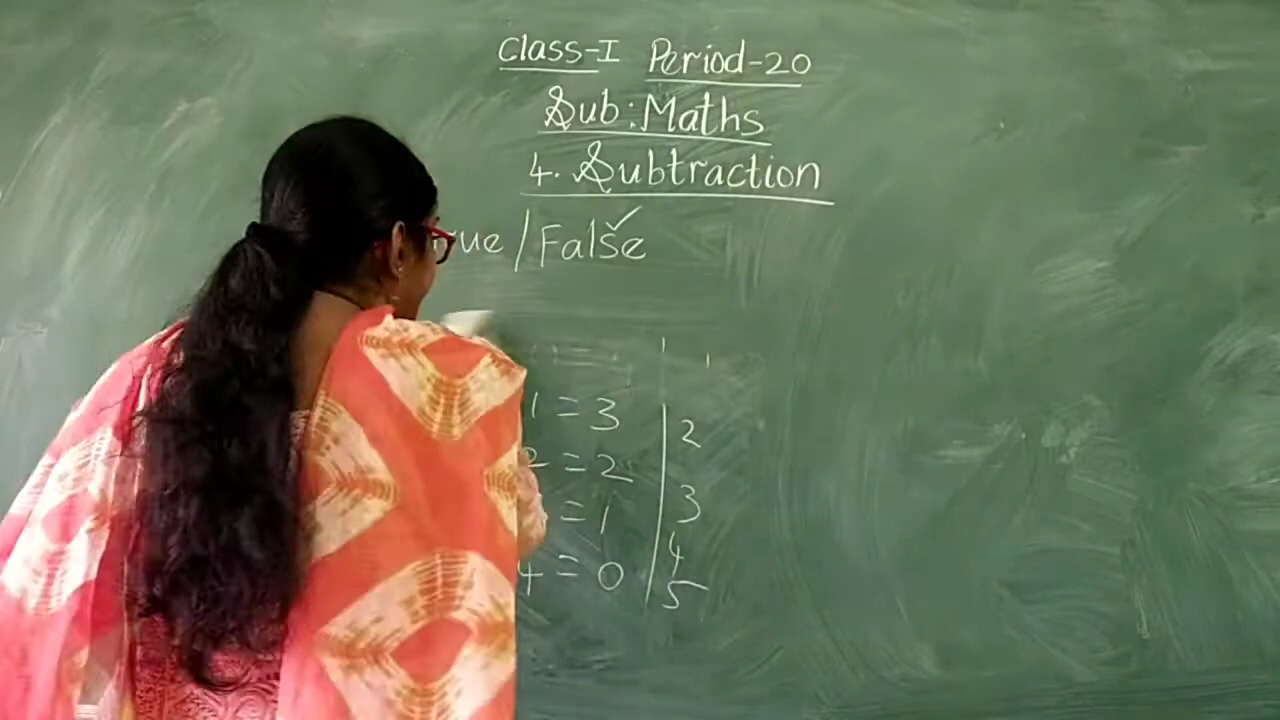 Class-I Period-20
Sub: Maths
4. Subtraction
rue / False ✓
1 = 3 | 2
2 = 2
= 1 | 3
4
4 = 0 | 5